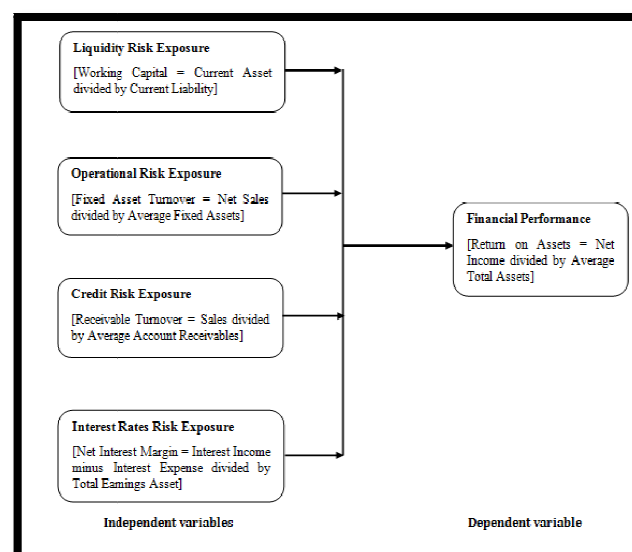 Liquidity Risk Exposure
[Working Capital = Current Asset
divided by Current Liability]
Operational Risk Exposure
[Fixed Asset Turnover = Net Sales
divided by Average Fixed Assets]
Credit Risk Exposure
[Receivable Turnover = Sales divided
by Average Account Receivables]
Interest Rates Risk Exposure
[Net Interest Margin = Interest Income
minus Interest Expense divided by
Total Earnings Asset]
Independent variables
Financial Performance
[Return on Assets = Net
Income divided by Average
Total Assets]
Dependent variable